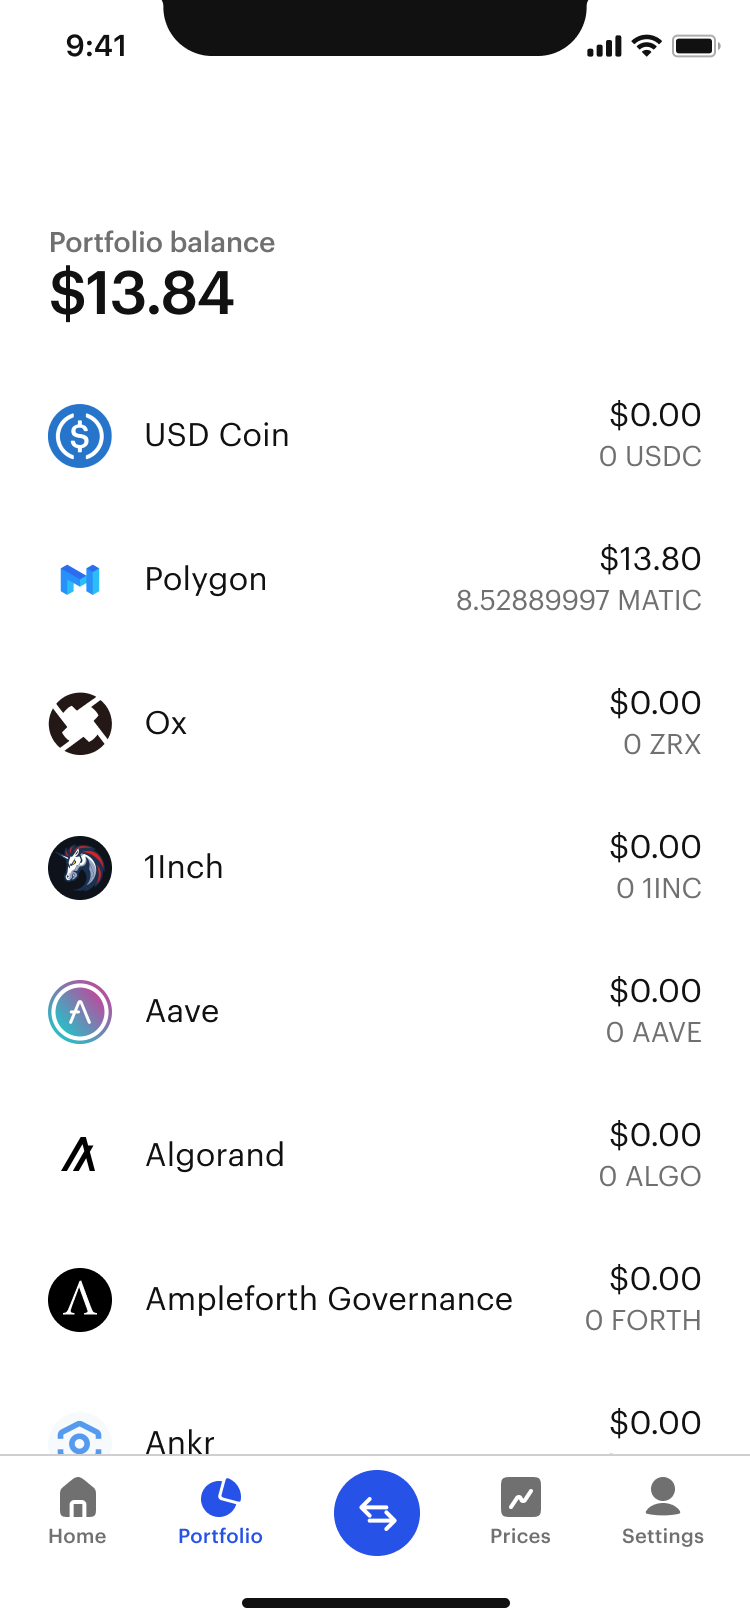 9:41
Portfolio balance
$13.84
USD Coin
$0.00
0 USDC
Polygon
$13.80
8.52889997 MATIC
Ox
$0.00
0 ZRX
1Inch
$0.00
0 1INC
Aave
$0.00
0 AAVE
Algorand
$0.00
0 ALGO
Ampleforth Governance
$0.00
0 FORTH
Ankr
$0.00
Home
Portfolio
Prices
Settings